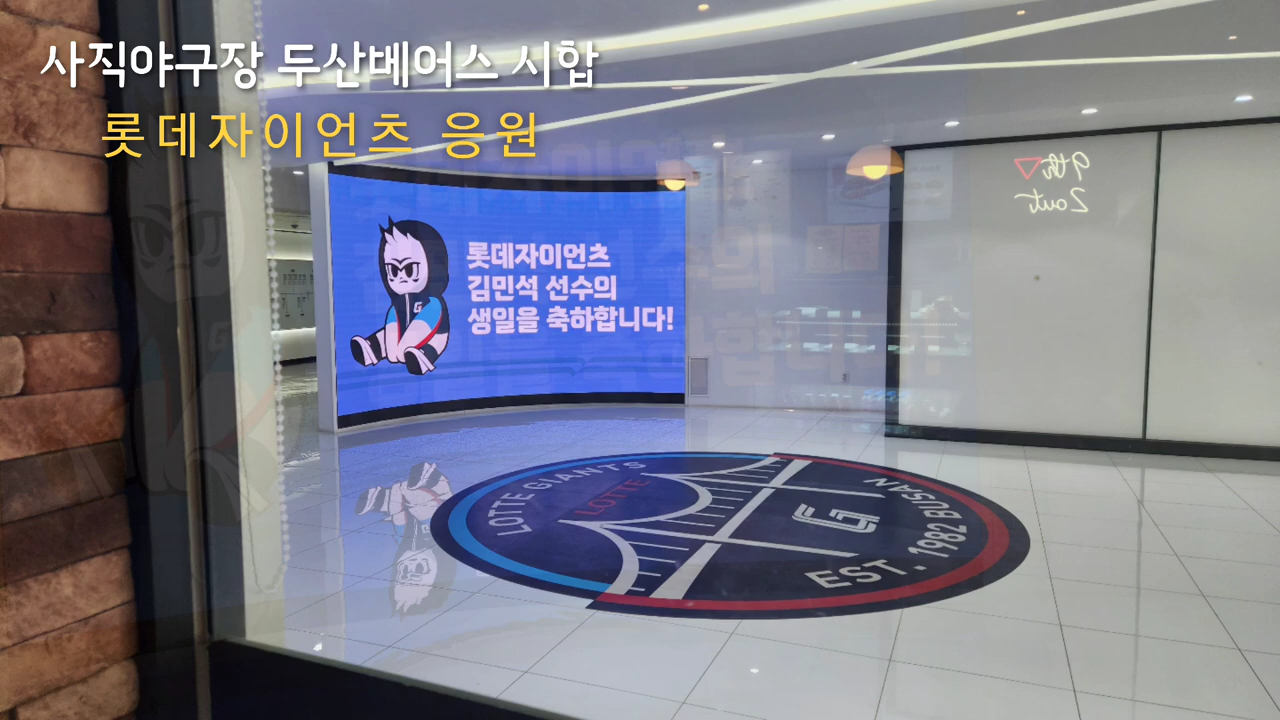 사직야구장 두산베어스 시합
롯데자이언츠 응원
롯데자이언츠
김민석 선수의
생일을 축하합니다!
G
9th
2out
LOTTE GIANTS
LOTTE
G
EST. 1982 BUSAN